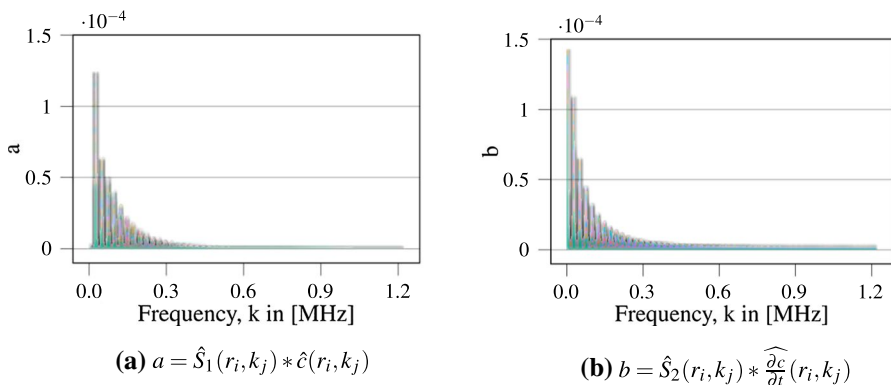 ·10⁻⁴
1.5
1
0.5
0
a
0.0 0.3 0.6 0.9 1.2
Frequency, k in [MHz]
(a) a = Ŝ₁(rᵢ, kⱼ) ∗ ĉ(rᵢ, kⱼ)
·10⁻⁴
1.5
1
0.5
0
b
0.0 0.3 0.6 0.9 1.2
Frequency, k in [MHz]
(b) b = Ŝ₂(rᵢ, kⱼ) ∗ \widehat{\frac{∂c}{∂t}}(rᵢ, kⱼ)